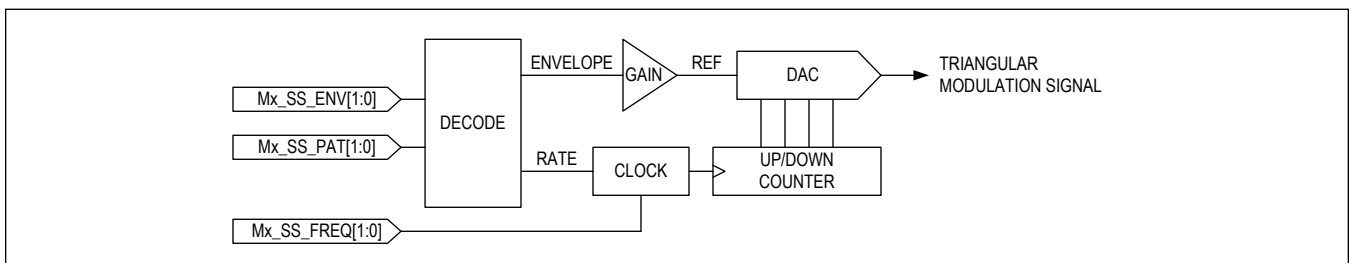 ENVELOPE
GAIN
REF
DAC
TRIANGULAR
MODULATION SIGNAL
Mx_SS_ENV[1:0]
DECODE
Mx_SS_PAT[1:0]
RATE
CLOCK
UP/DOWN
COUNTER
Mx_SS_FREQ[1:0]